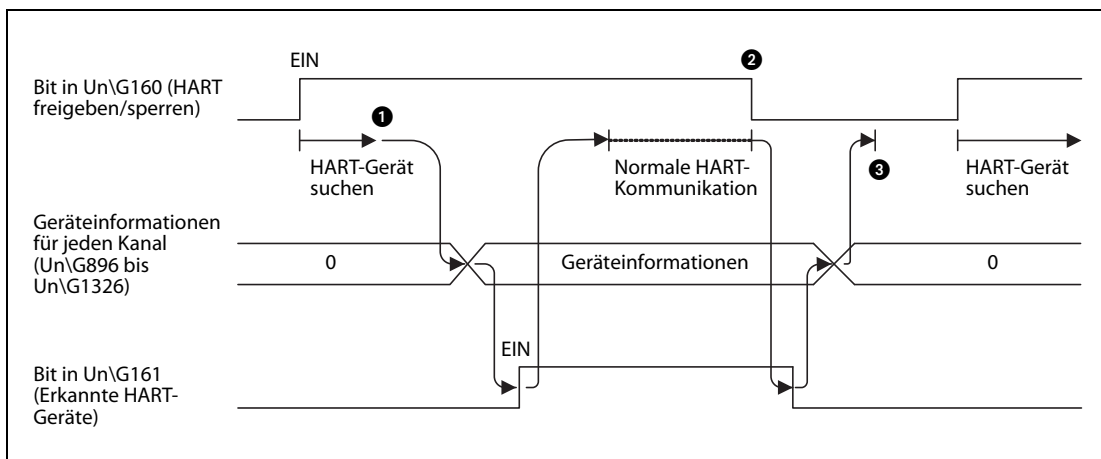 EIN
❷
Bit in Un\G160 (HART
freigeben/sperren)
❶
HART-Gerät
suchen
Normale HART-
Kommunikation
❸
HART-Gerät
suchen
Geräteinformationen
für jeden Kanal
(Un\G896 bis
Un\G1326)
0
Geräteinformationen
0
EIN
Bit in Un\G161
(Erkannte HART-
Geräte)